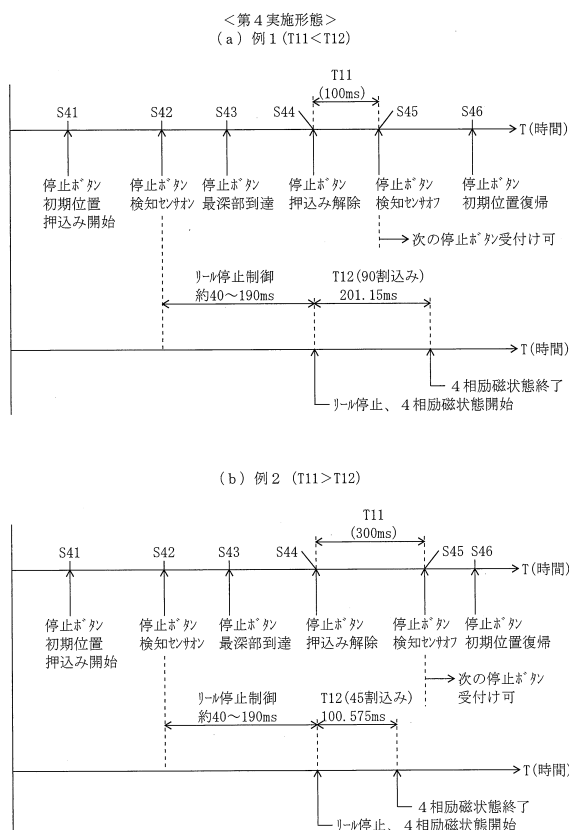 ＜第４実施形態＞
(a) 例１(T11＜T12)
T11
(100ms)
S41
S42
S43
S44
S45
S46
T(時間)
停止ﾎﾞﾀﾝ
初期位置
押込み開始
停止ﾎﾞﾀﾝ
検知ｾﾝｻｵﾝ
停止ﾎﾞﾀﾝ
最深部到達
停止ﾎﾞﾀﾝ
押込み解除
停止ﾎﾞﾀﾝ
検知ｾﾝｻｵﾌ
停止ﾎﾞﾀﾝ
初期位置復帰
次の停止ﾎﾞﾀﾝ受付け可
ﾘｰﾙ停止制御
約40～190ms
T12(90割込み)
201.15ms
T(時間)
４相励磁状態終了
ﾘｰﾙ停止、４相励磁状態開始
(b) 例２ (T11＞T12)
T11
(300ms)
S41
S42
S43
S44
S45
S46
T(時間)
停止ﾎﾞﾀﾝ
初期位置
押込み開始
停止ﾎﾞﾀﾝ
検知ｾﾝｻｵﾝ
停止ﾎﾞﾀﾝ
最深部到達
停止ﾎﾞﾀﾝ
押込み解除
停止ﾎﾞﾀﾝ
検知ｾﾝｻｵﾌ
停止ﾎﾞﾀﾝ
初期位置復帰
次の停止ﾎﾞﾀﾝ
受付け可
ﾘｰﾙ停止制御
約40～190ms
T12(45割込み)
100.575ms
T(時間)
４相励磁状態終了
ﾘｰﾙ停止、４相励磁状態開始